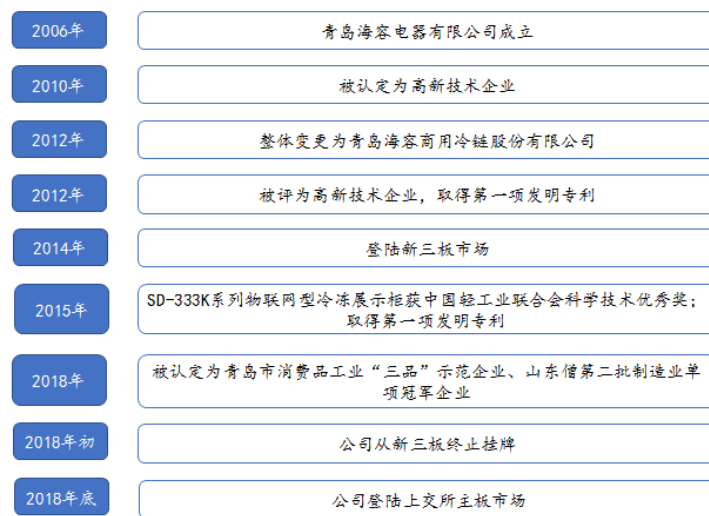 2006年
青岛海容电器有限公司成立
2010年
被认定为高新技术企业
2012年
整体变更为青岛海容商用冷链股份有限公司
2012年
被评为高新技术企业，取得第一项发明专利
2014年
登陆新三板市场
2015年
SD-333K系列物联网型冷冻展示柜获中国轻工业联合会科学技术优秀奖；
取得第一项发明专利
2018年
被认定为青岛市消费品工业“三品”示范企业、山东僧第二批制造业单
项冠军企业
2018年初
公司从新三板终止挂牌
2018年底
公司登陆上交所主板市场